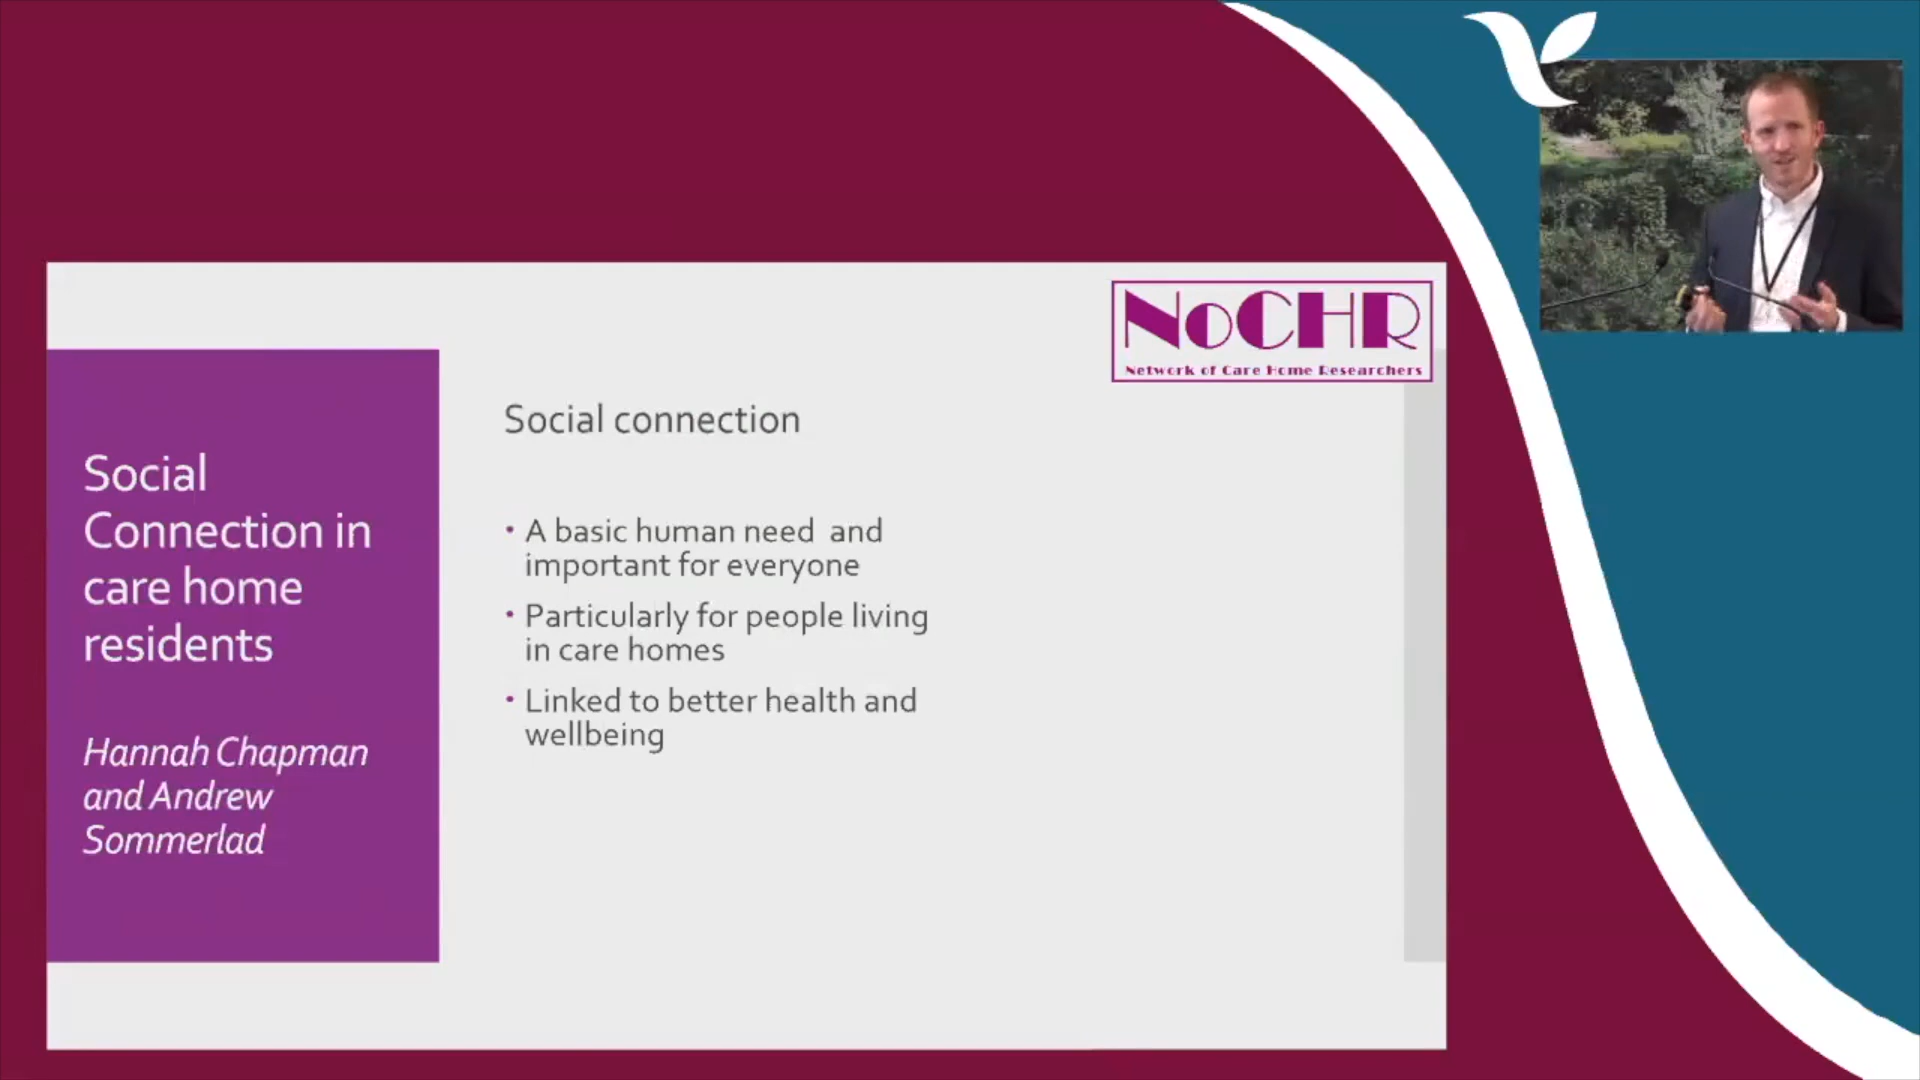 NoCHR
Network of Care Home Researchers
Social
Connection in
care home
residents
Hannah Chapman
and Andrew
Sommerlad
Social connection
• A basic human need  and
important for everyone
• Particularly for people living
in care homes
• Linked to better health and
wellbeing